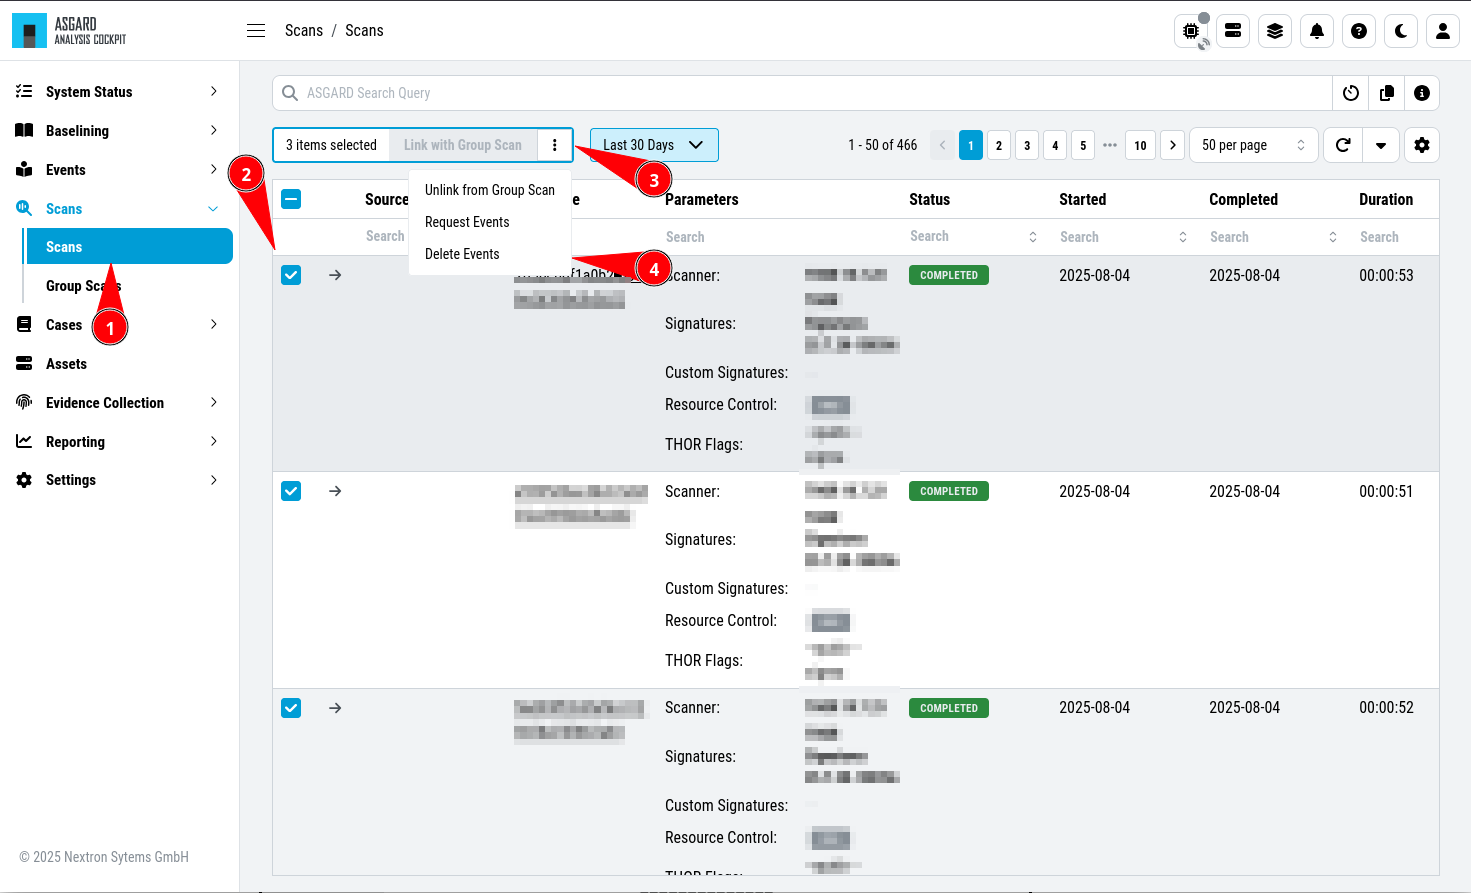 ASGARD
ANALYSIS COCKPIT
Scans / Scans
System Status
Baselining
Events
Scans
Scans
Group
Cases
Assets
Evidence Collection
Reporting
Settings
© 2025 Nextron Sytems GmbH
1
2
3
4
ASGARD Search Query
3 items selected
Link with Group Scan
Last 30 Days
1 - 50 of 466
1 2 3 4 5 ••• 10
50 per page
Unlink from Group Scan
Request Events
Delete Events
Source
Parameters
Status
Started
Completed
Duration
Search
Search
Search
Search
Search
Search
Scanner:
COMPLETED
2025-08-04
2025-08-04
00:00:53
Signatures:
Custom Signatures:
Resource Control:
THOR Flags:
Scanner:
COMPLETED
2025-08-04
2025-08-04
00:00:51
Signatures:
Custom Signatures:
Resource Control:
THOR Flags:
Scanner:
COMPLETED
2025-08-04
2025-08-04
00:00:52
Signatures:
Custom Signatures:
Resource Control:
THOR Flags: